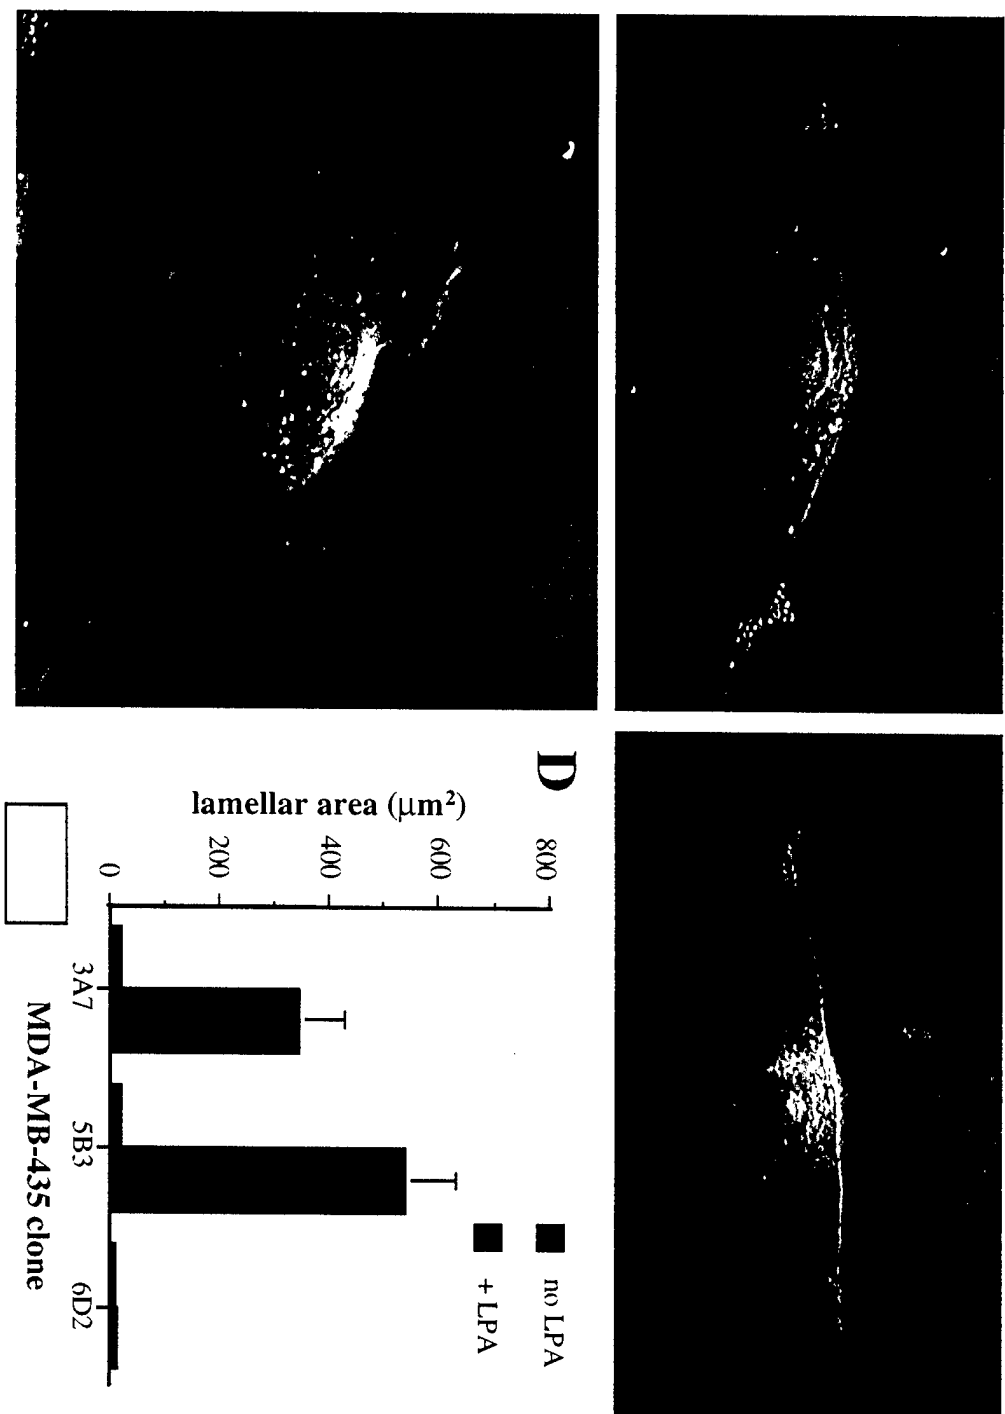 D
lamellar area (μm²)
800
600
400
200
0
no LPA
+ LPA
3A7
5B3
6D2
MDA-MB-435 clone